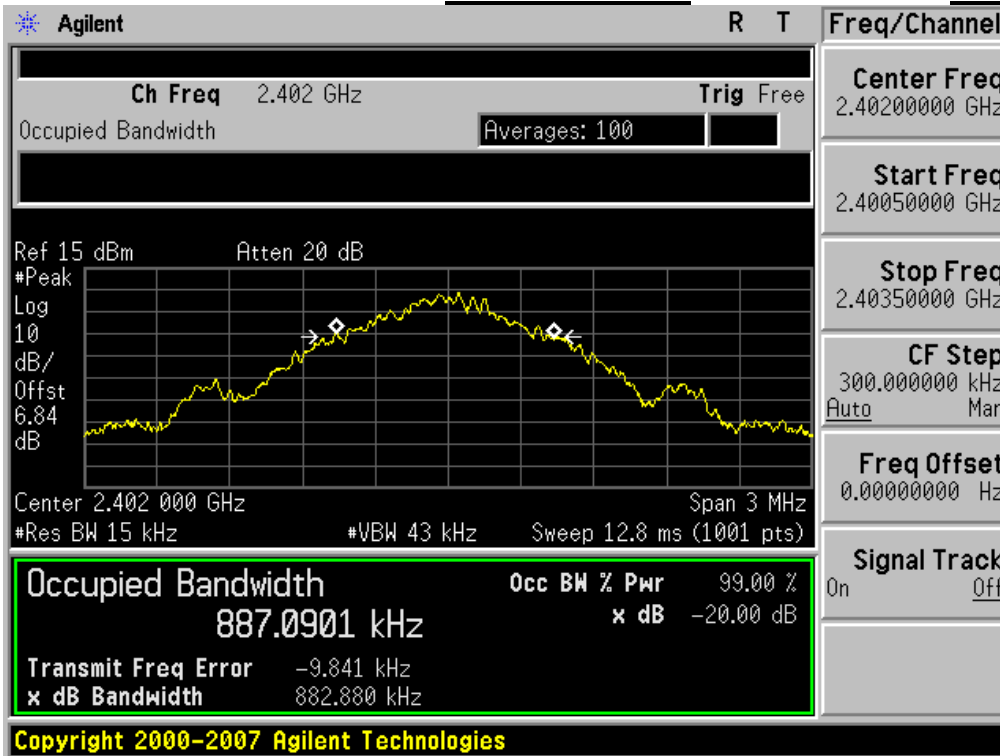 Agilent R T Freq/Channel
Ch Freq 2.402 GHz Trig Free
Occupied Bandwidth Averages: 100
Center Freq
2.40200000 GHz
Start Freq
2.40050000 GHz
Stop Freq
2.40350000 GHz
CF Step
300.000000 kHz
Auto Man
Freq Offset
0.00000000 Hz
Signal Track
On Off
Ref 15 dBm Atten 20 dB
#Peak
Log
10
dB/
Offst
6.84
dB
Center 2.402 000 GHz Span 3 MHz
#Res BW 15 kHz #VBW 43 kHz Sweep 12.8 ms (1001 pts)
Occupied Bandwidth Occ BW % Pwr 99.00 %
887.0901 kHz x dB -20.00 dB
Transmit Freq Error -9.841 kHz
x dB Bandwidth 882.880 kHz
Copyright 2000-2007 Agilent Technologies